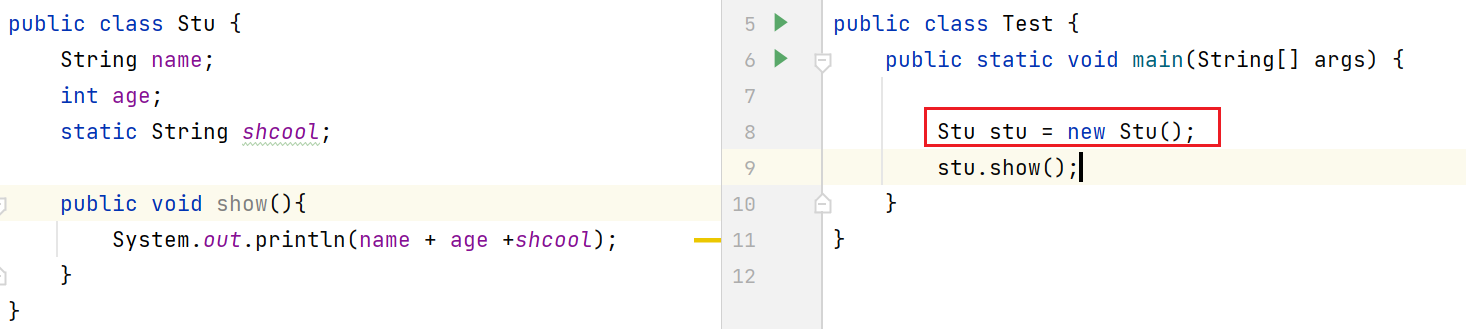 public class Stu {
    String name;
    int age;
    static String shcool;
    public void show(){
        System.out.println(name + age +shcool);
    }
}
5 public class Test {
6     public static void main(String[] args) {
7
8         Stu stu = new Stu();
9         stu.show();
10     }
11 }
12